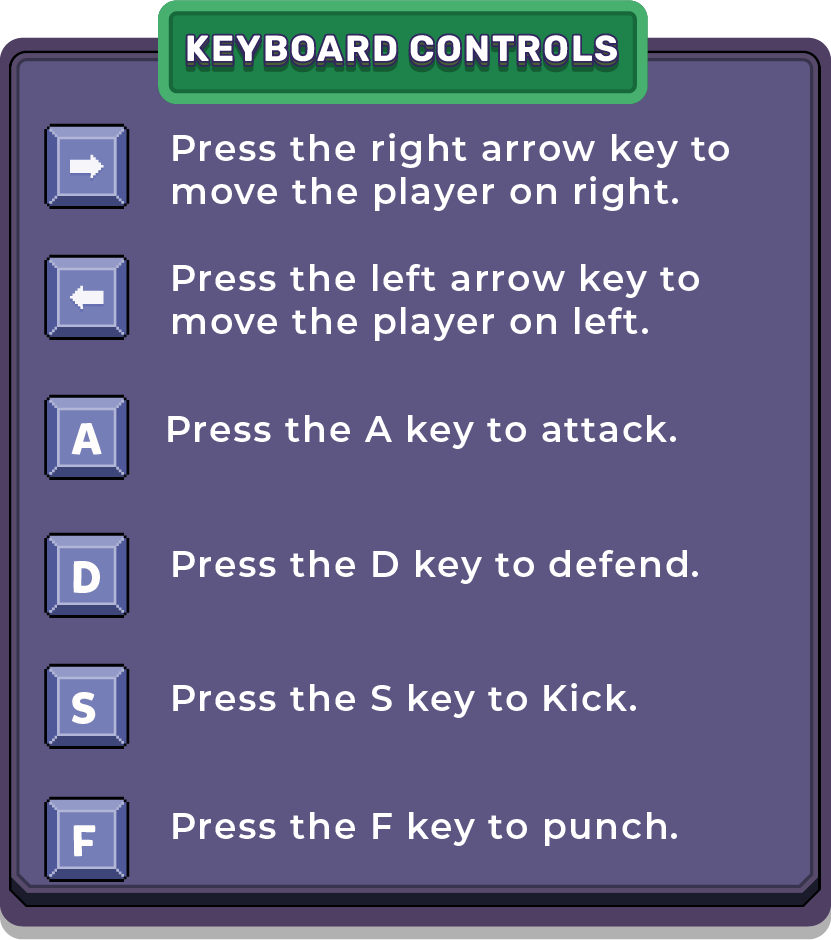 KEYBOARD CONTROLS
Press the right arrow key to
move the player on right.
Press the left arrow key to
move the player on left.
A
Press the A key to attack.
D
Press the D key to defend.
S
Press the S key to Kick.
F
Press the F key to punch.